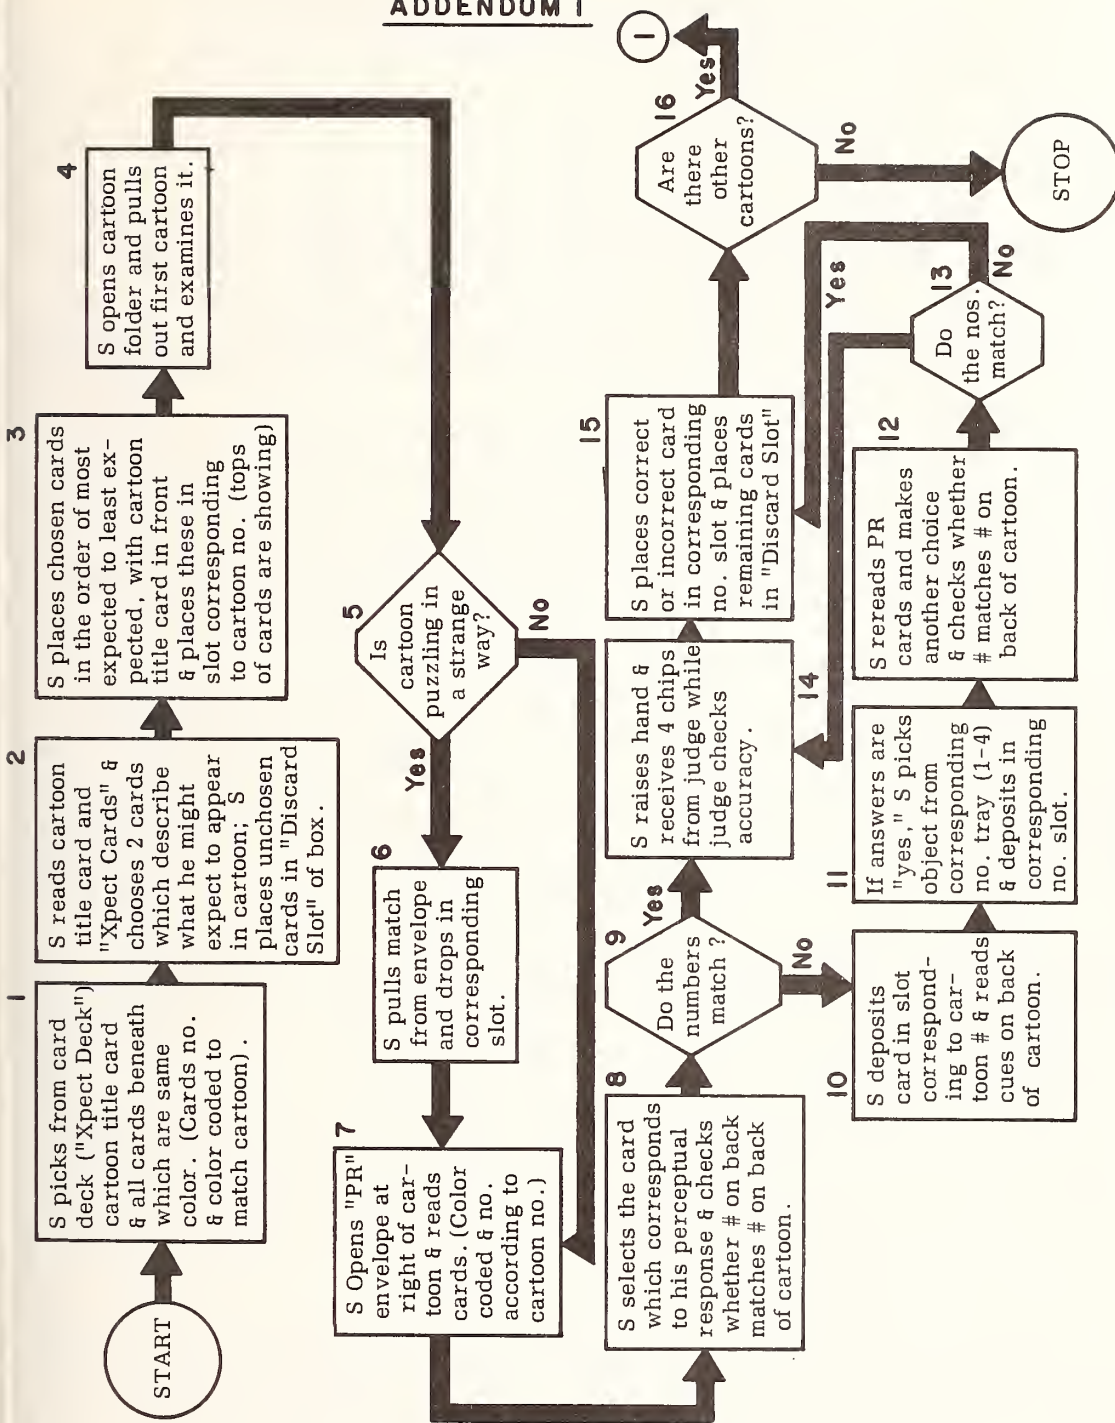 ADDENDUM I
START
1
S picks from card
deck ("Xpect Deck")
cartoon title card
& all cards beneath
which are same
color. (Cards no.
& color coded to
match cartoon).
2
S reads cartoon
title card and
"Xpect Cards" &
chooses 2 cards
which describe
what he might
expect to appear
in cartoon; S
places unchosen
cards in "Discard
Slot" of box.
3
S places chosen cards
in the order of most
expected to least ex-
pected, with cartoon
title card in front
& places these in
slot corresponding
to cartoon no. (tops
of cards are showing)
4
S opens cartoon
folder and pulls
out first cartoon
and examines it.
5
Is
cartoon
puzzling in
a strange
way?
Yes
No
6
S pulls match
from envelope
and drops in
corresponding
slot.
7
S Opens "PR"
envelope at
right of car-
toon & reads
cards. (Color
coded & no.
according to
cartoon no.)
8
S selects the card
which corresponds
to his perceptual
response & checks
whether # on back
matches # on back
of cartoon.
9
Do the
numbers
match?
Yes
No
10
S deposits
card in slot
correspond-
ing to car-
toon # & reads
cues on back
of cartoon.
11
If answers are
"yes," S picks
object from
corresponding
no. tray (1-4)
& deposits in
corresponding
no. slot.
12
S rereads PR
cards and makes
another choice
& checks whether
# matches # on
back of cartoon.
13
Do
the nos.
match?
Yes
No
14
S raises hand &
receives 4 chips
from judge while
judge checks
accuracy.
15
S places correct
or incorrect card
in corresponding
no. slot & places
remaining cards
in "Discard Slot"
16
Are
there
other
cartoons?
Yes
No
1
STOP